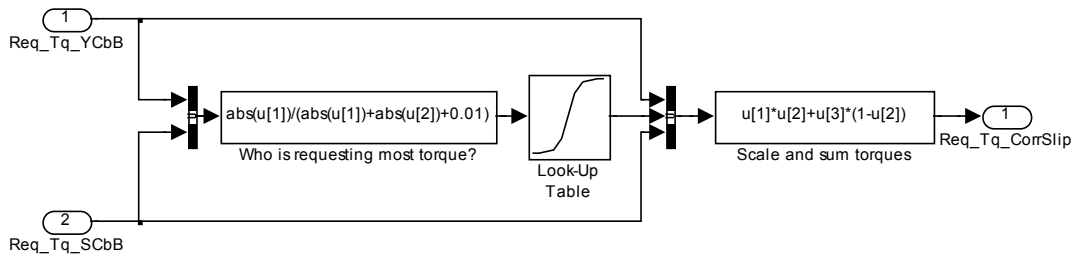 1
Req_Tq_YCbB
abs(u[1])/(abs(u[1])+abs(u[2])+0.01)
Who is requesting most torque?
Look-Up
Table
u[1]*u[2]+u[3]*(1-u[2])
Scale and sum torques
1
Req_Tq_CorrSlip
2
Req_Tq_SCbB